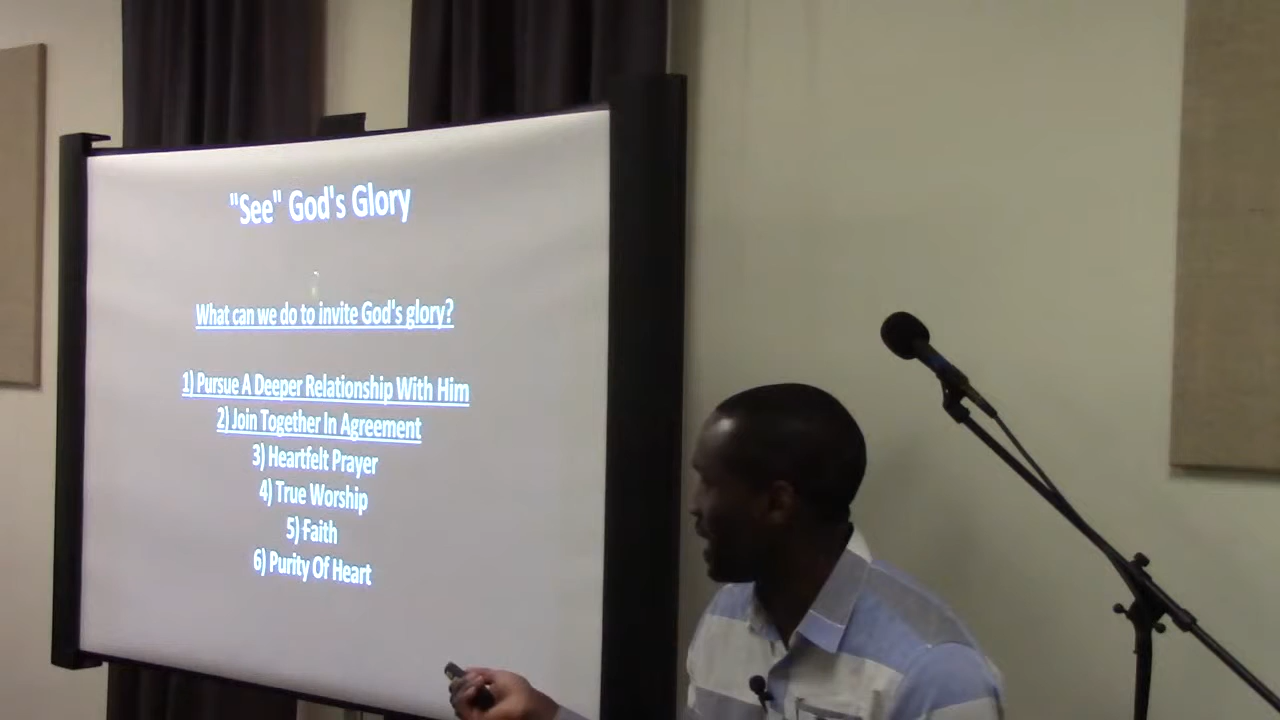 "See" God's Glory
What can we do to invite God's glory?
1) Pursue A Deeper Relationship With Him
2) Join Together In Agreement
3) Heartfelt Prayer
4) True Worship
5) Faith
6) Purity Of Heart